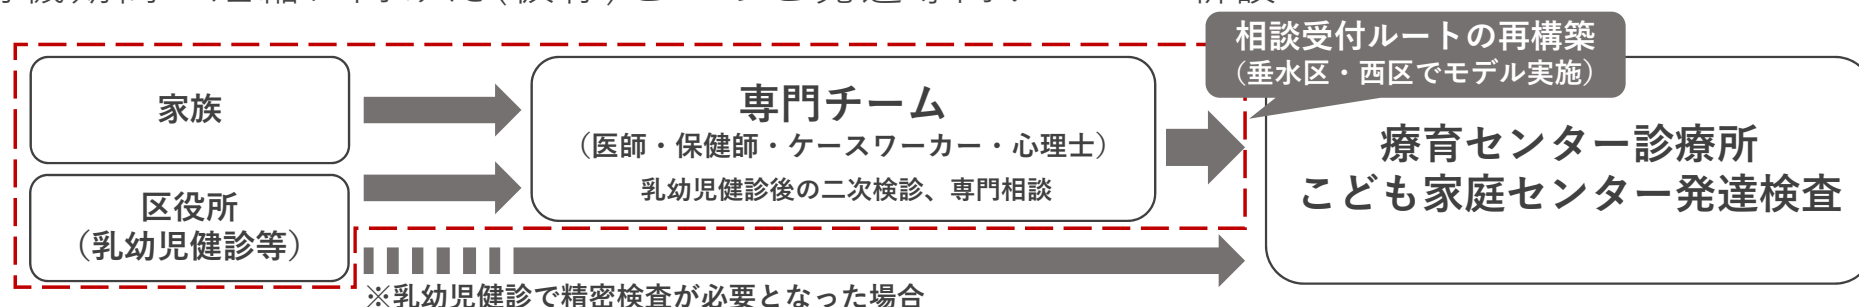 相談受付ルートの再構築
（垂水区・西区でモデル実施）
家族
専門チーム
（医師・保健師・ケースワーカー・心理士）
乳幼児健診後の二次検診、専門相談
区役所
（乳幼児健診等）
療育センター診療所
こども家庭センター発達検査
※乳幼児健診で精密検査が必要となった場合